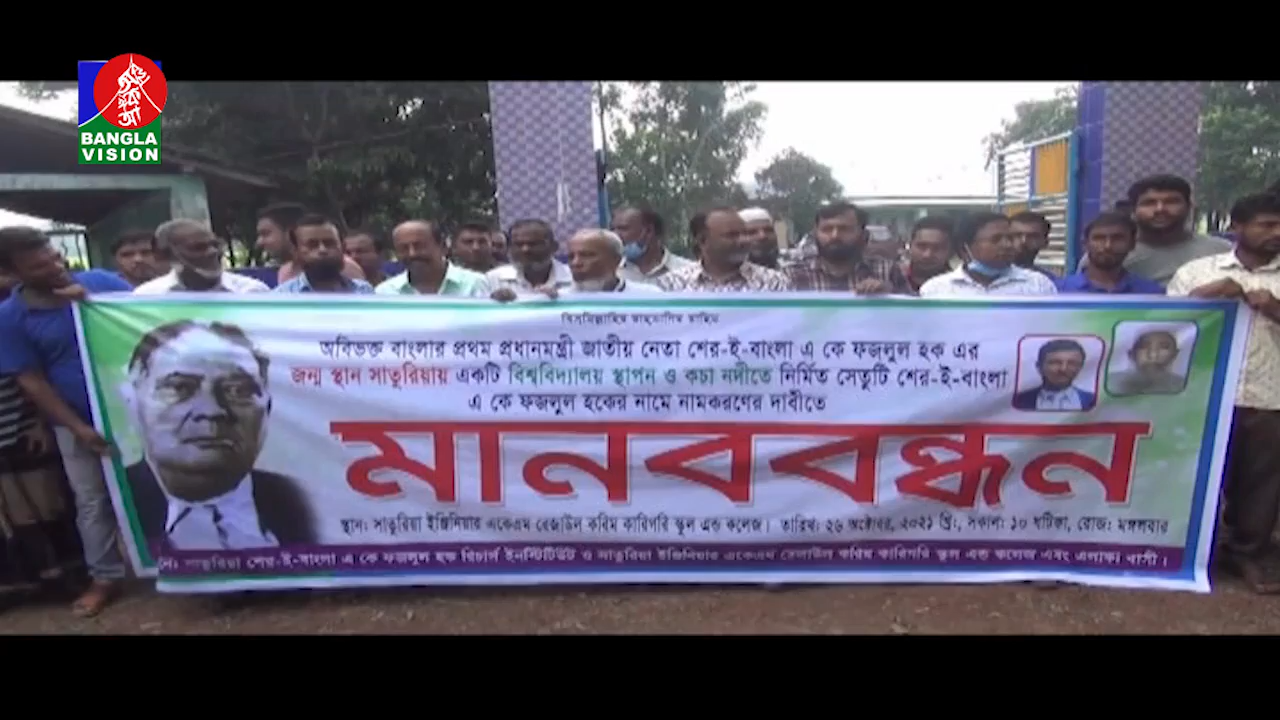 BANGLA
VISION
বিসমিল্লাহির রাহমানির রাহিম
অবিভক্ত বাংলার প্রথম প্রধানমন্ত্রী জাতীয় নেতা শের-ই-বাংলা এ কে ফজলুল হক এর
জন্ম স্থান সাতুরিয়ায় একটি বিশ্ববিদ্যালয় স্থাপন ও কচা নদীতে নির্মিত সেতুটি শের-ই-বাংলা
এ কে ফজলুল হকের নামে নামকরণের দাবীতে
মানববন্ধন
স্থান: সাতুরিয়া ইঞ্জিনিয়ার একেএম রেজাউল করিম কারিগরি স্কুল এন্ড কলেজ। তারিখ: ২৬ অক্টোবর, ২০২১ খ্রি:, সকাল: ১০ ঘটিকা, রোজ: মঙ্গলবার
সাতুরিয়া শের-ই-বাংলা এ কে ফজলুল হক রিচার্স ইনস্টিটিউট ও সাতুরিয়া ইঞ্জিনিয়ার একেএম রেজাউল করিম কারিগরি স্কুল এন্ড কলেজ এবং এলাকা বাসী।